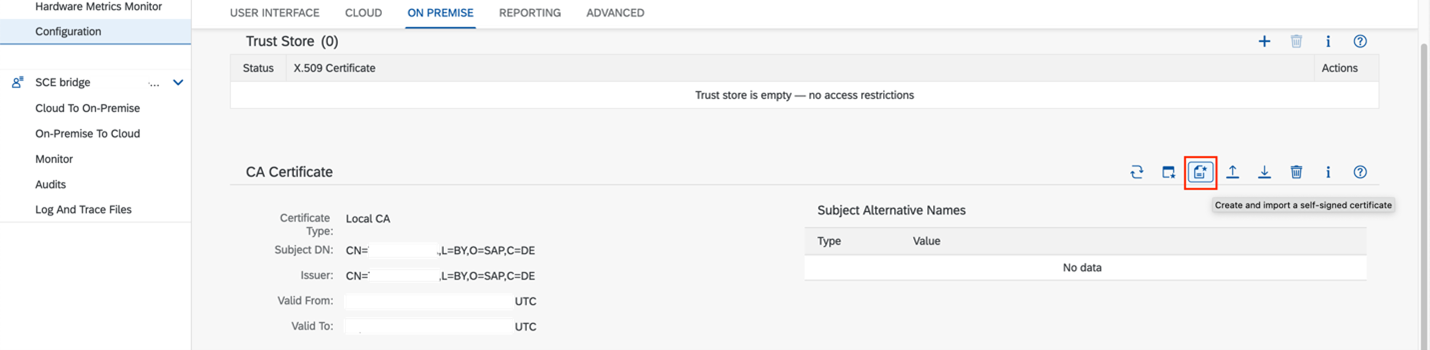 Hardware Metrics Monitor
Configuration
SCE bridge ...
Cloud To On-Premise
On-Premise To Cloud
Monitor
Audits
Log And Trace Files
USER INTERFACE CLOUD ON PREMISE REPORTING ADVANCED
Trust Store (0)
Status X.509 Certificate Actions
Trust store is empty — no access restrictions
CA Certificate
Create and import a self-signed certificate
Certificate Type: Local CA
Subject DN: CN= ,L=BY,O=SAP,C=DE
Issuer: CN= ,L=BY,O=SAP,C=DE
Valid From: UTC
Valid To: UTC
Subject Alternative Names
Type Value
No data